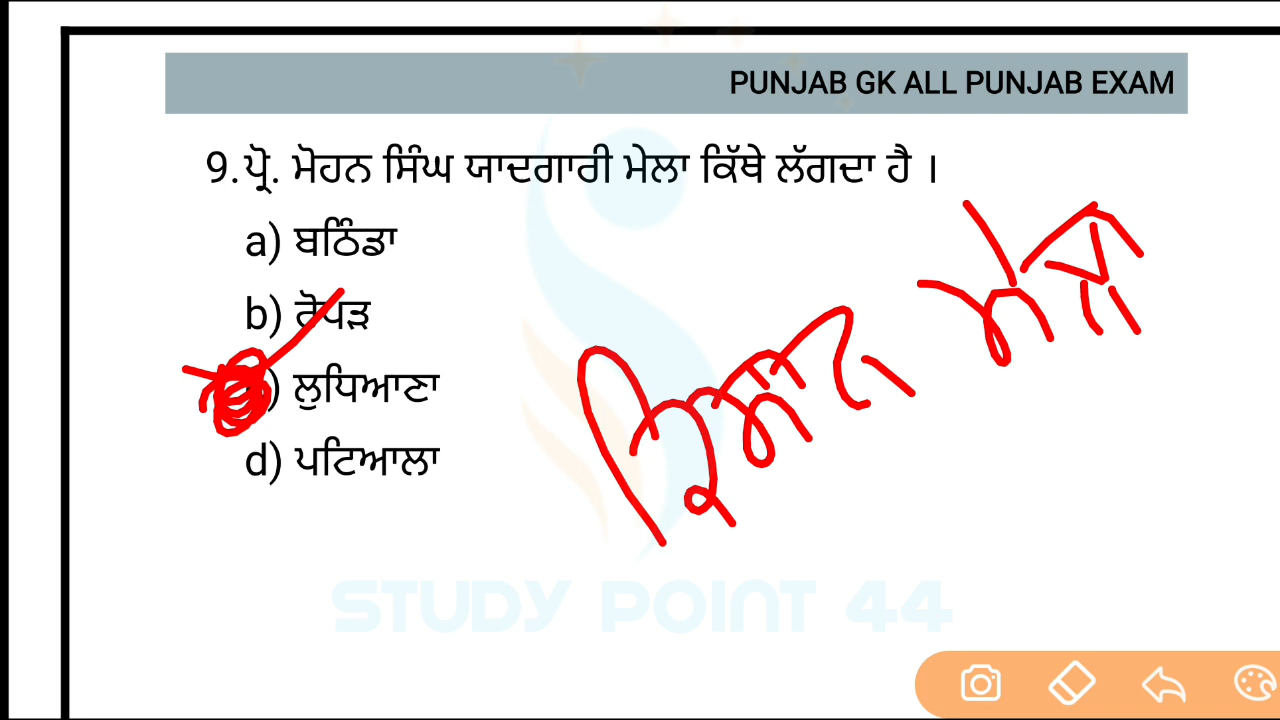 PUNJAB GK ALL PUNJAB EXAM
9. ਪ੍ਰੋ. ਮੋਹਨ ਸਿੰਘ ਯਾਦਗਾਰੀ ਮੇਲਾ ਕਿੱਥੇ ਲੱਗਦਾ ਹੈ ।
a) ਬਠਿੰਡਾ
b) ਰੋਪੜ
) ਲੁਧਿਆਣਾ
d) ਪਟਿਆਲਾ
ਕਿਸਾਨ ਮੇਲਾ
STUDY POINT 44